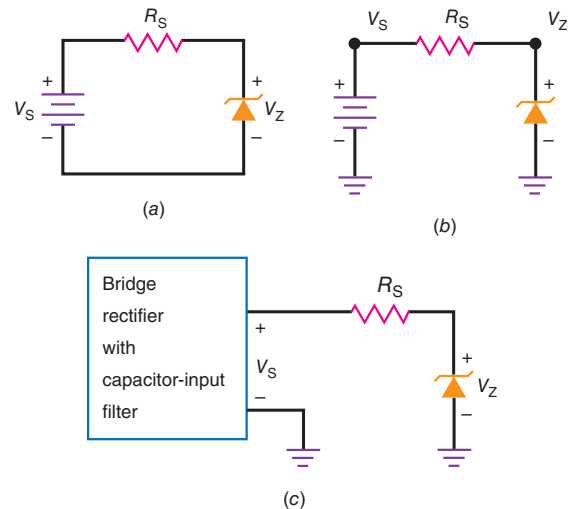 R_S
+
V_S
–
+
V_Z
–
(a)
V_S
R_S
V_Z
+
–
+
–
(b)
Bridge
rectifier
with
capacitor-input
filter
+
V_S
–
R_S
+
V_Z
–
(c)